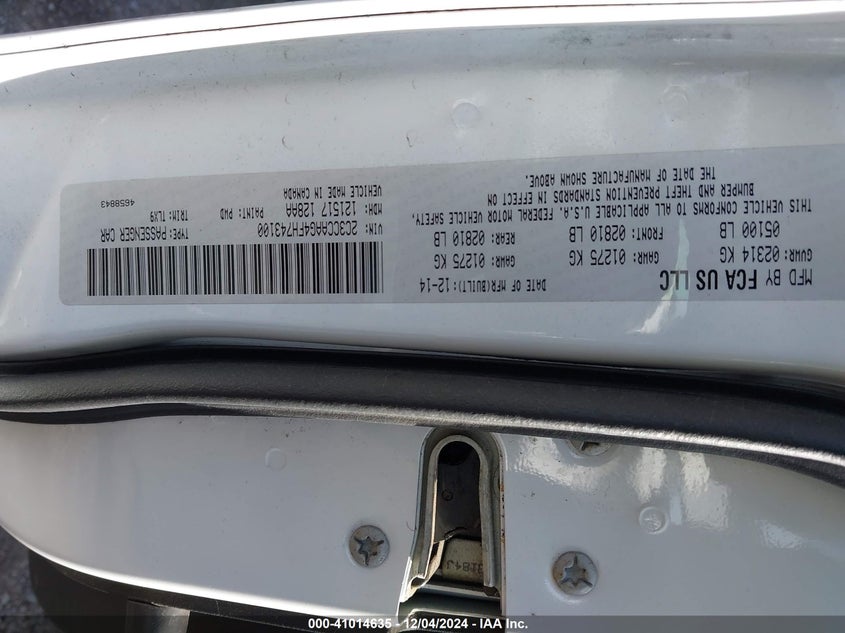 MFD BY FCA US LLC
DATE OF MFR(BUILT): 12-14
GVWR: 02314 KG
GAWR: 01275 KG
GAWR: 01275 KG
05100 LB
FRONT: 02810 LB
REAR: 02810 LB
THIS VEHICLE CONFORMS TO ALL APPLICABLE U.S.A. FEDERAL MOTOR VEHICLE SAFETY,
BUMPER AND THEFT PREVENTION STANDARDS IN EFFECT ON
THE DATE OF MANUFACTURE SHOWN ABOVE.
VIN: 2C3CCAAG4FH743100
TYPE: PASSENGER CAR
MDH: 121517 128AA
PAINT: PWD
TRIM: TLX9
VEHICLE MADE IN CANADA
4658843
000-41014635 - 12/04/2024 - IAA Inc.